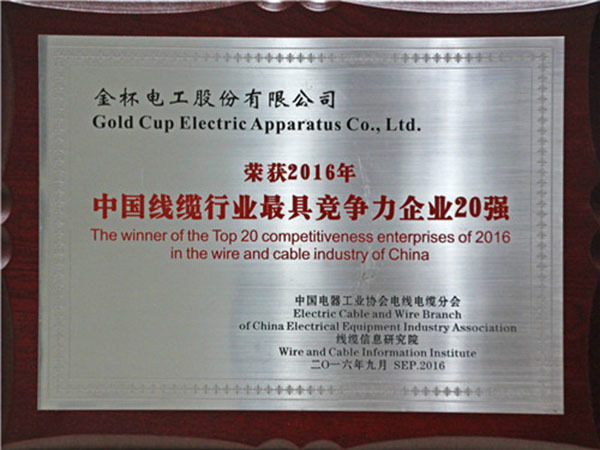 金杯电工股份有限公司
Gold Cup Electric Apparatus Co., Ltd.
荣获2016年
中国线缆行业最具竞争力企业20强
The winner of the Top 20 competitiveness enterprises of 2016
in the wire and cable industry of China
中国电器工业协会电线电缆分会
Electric Cable and Wire Branch
of China Electrical Equipment Industry Association
线缆信息研究院
Wire and Cable Information Institute
二〇一六年九月 SEP.2016